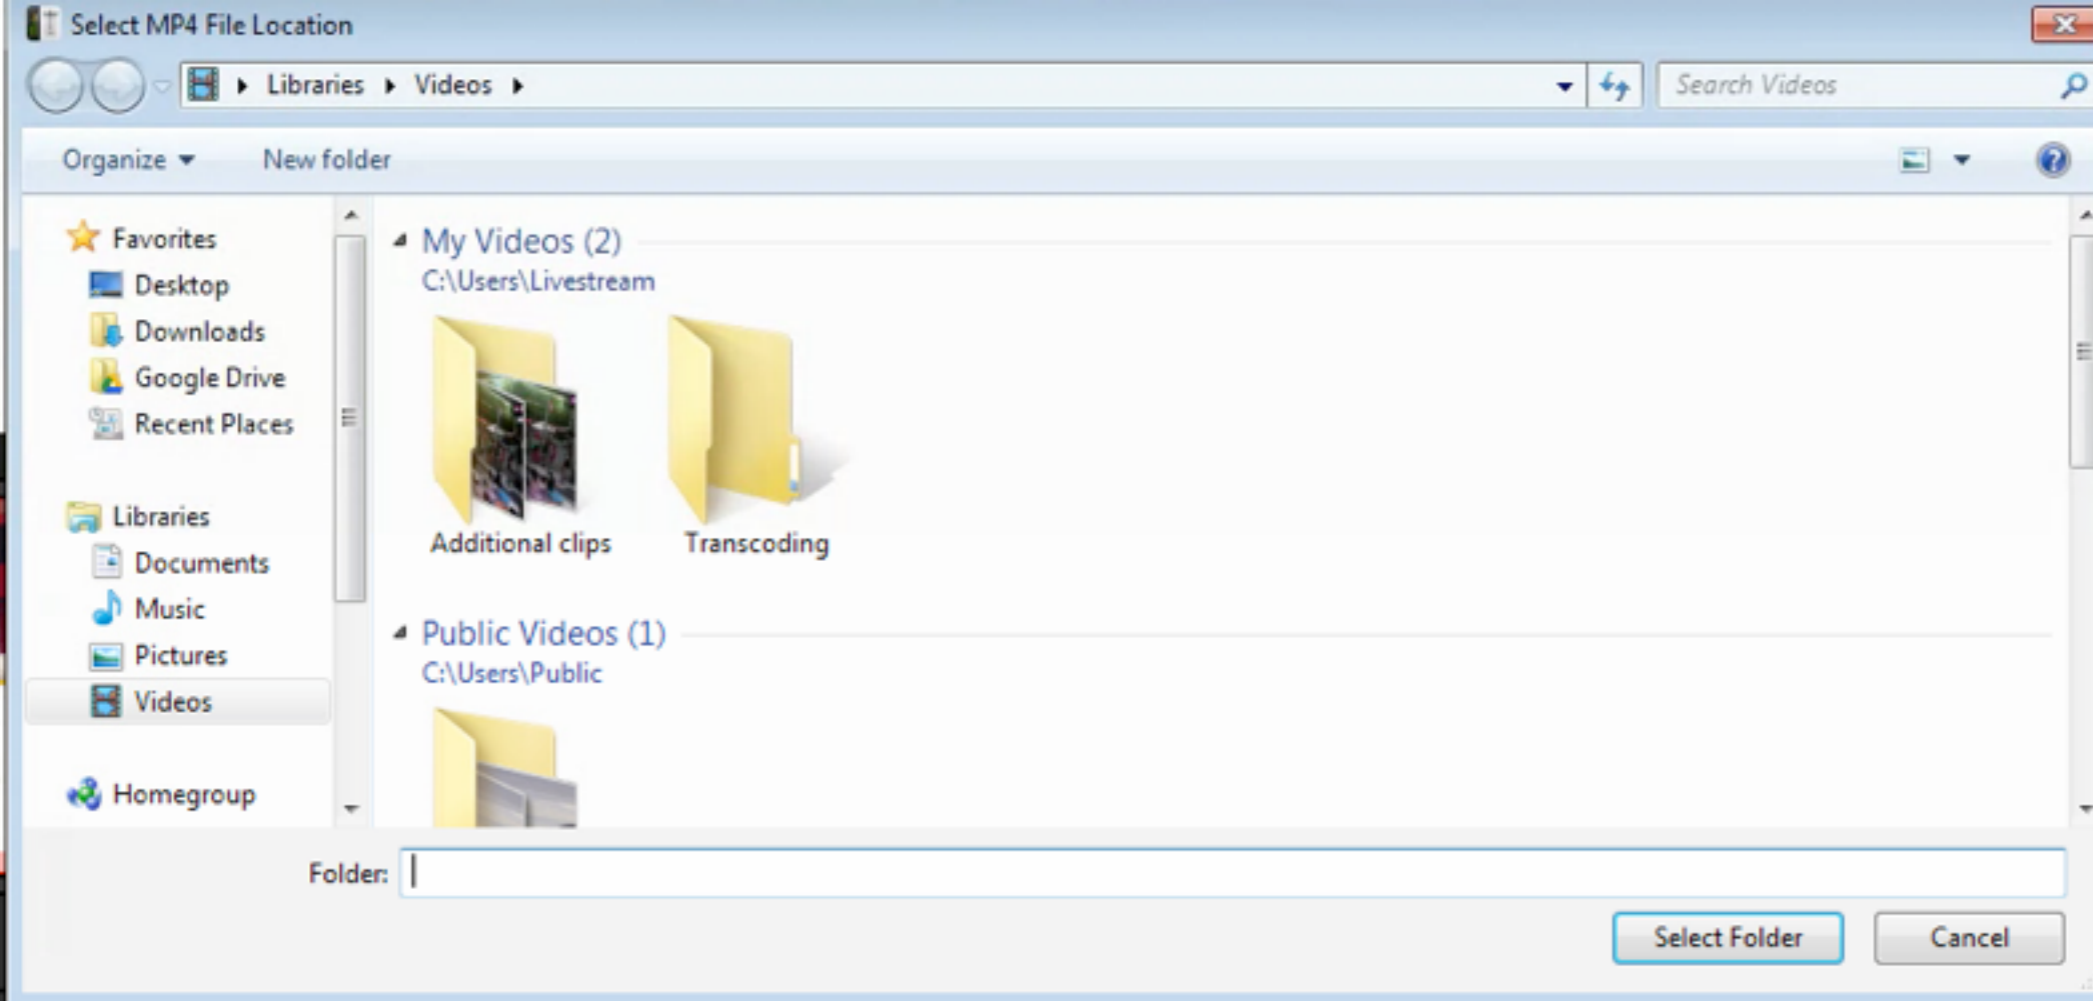 Select MP4 File Location
Libraries Videos
Search Videos
Organize New folder
Favorites
Desktop
Downloads
Google Drive
Recent Places
Libraries
Documents
Music
Pictures
Videos
Homegroup
My Videos (2)
C:\Users\Livestream
Additional clips Transcoding
Public Videos (1)
C:\Users\Public
Folder:
Select Folder Cancel